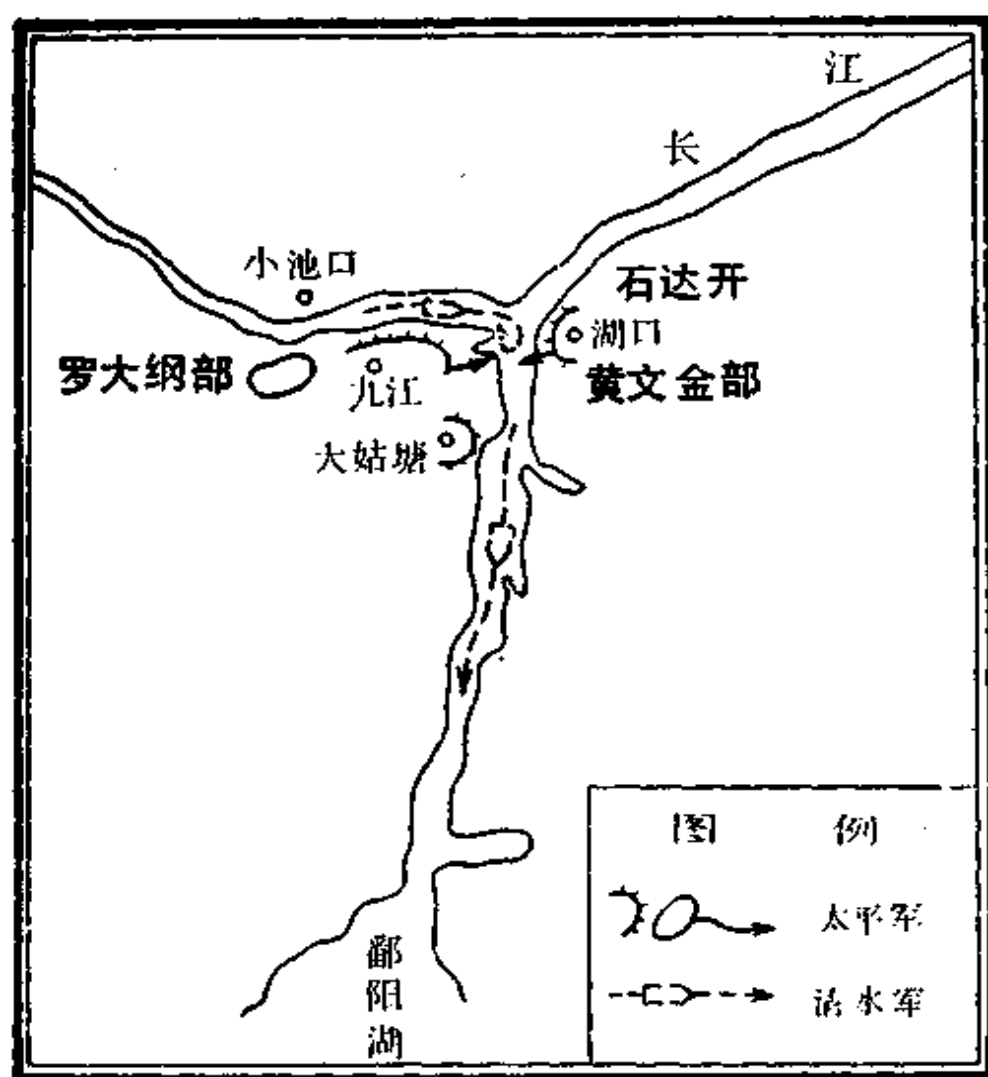 江
长
小池口
石达开
湖口
罗大纲部
九江
黄文金部
大姑塘
图 例
太平军
清水军
鄱阳湖